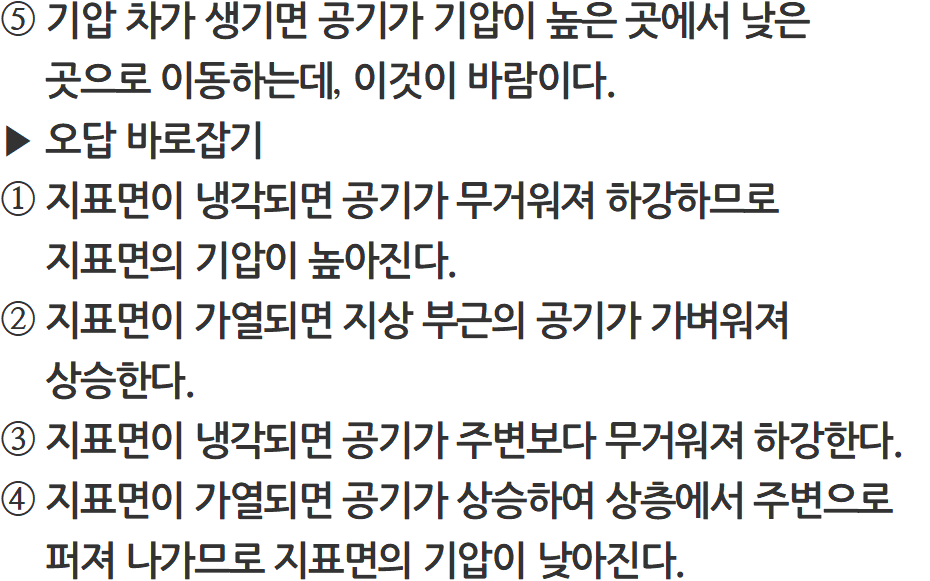 ⑤ 기압 차가 생기면 공기가 기압이 높은 곳에서 낮은
곳으로 이동하는데, 이것이 바람이다.
▶ 오답 바로잡기
① 지표면이 냉각되면 공기가 무거워져 하강하므로
지표면의 기압이 높아진다.
② 지표면이 가열되면 지상 부근의 공기가 가벼워져
상승한다.
③ 지표면이 냉각되면 공기가 주변보다 무거워져 하강한다.
④ 지표면이 가열되면 공기가 상승하여 상층에서 주변으로
퍼져 나가므로 지표면의 기압이 낮아진다.